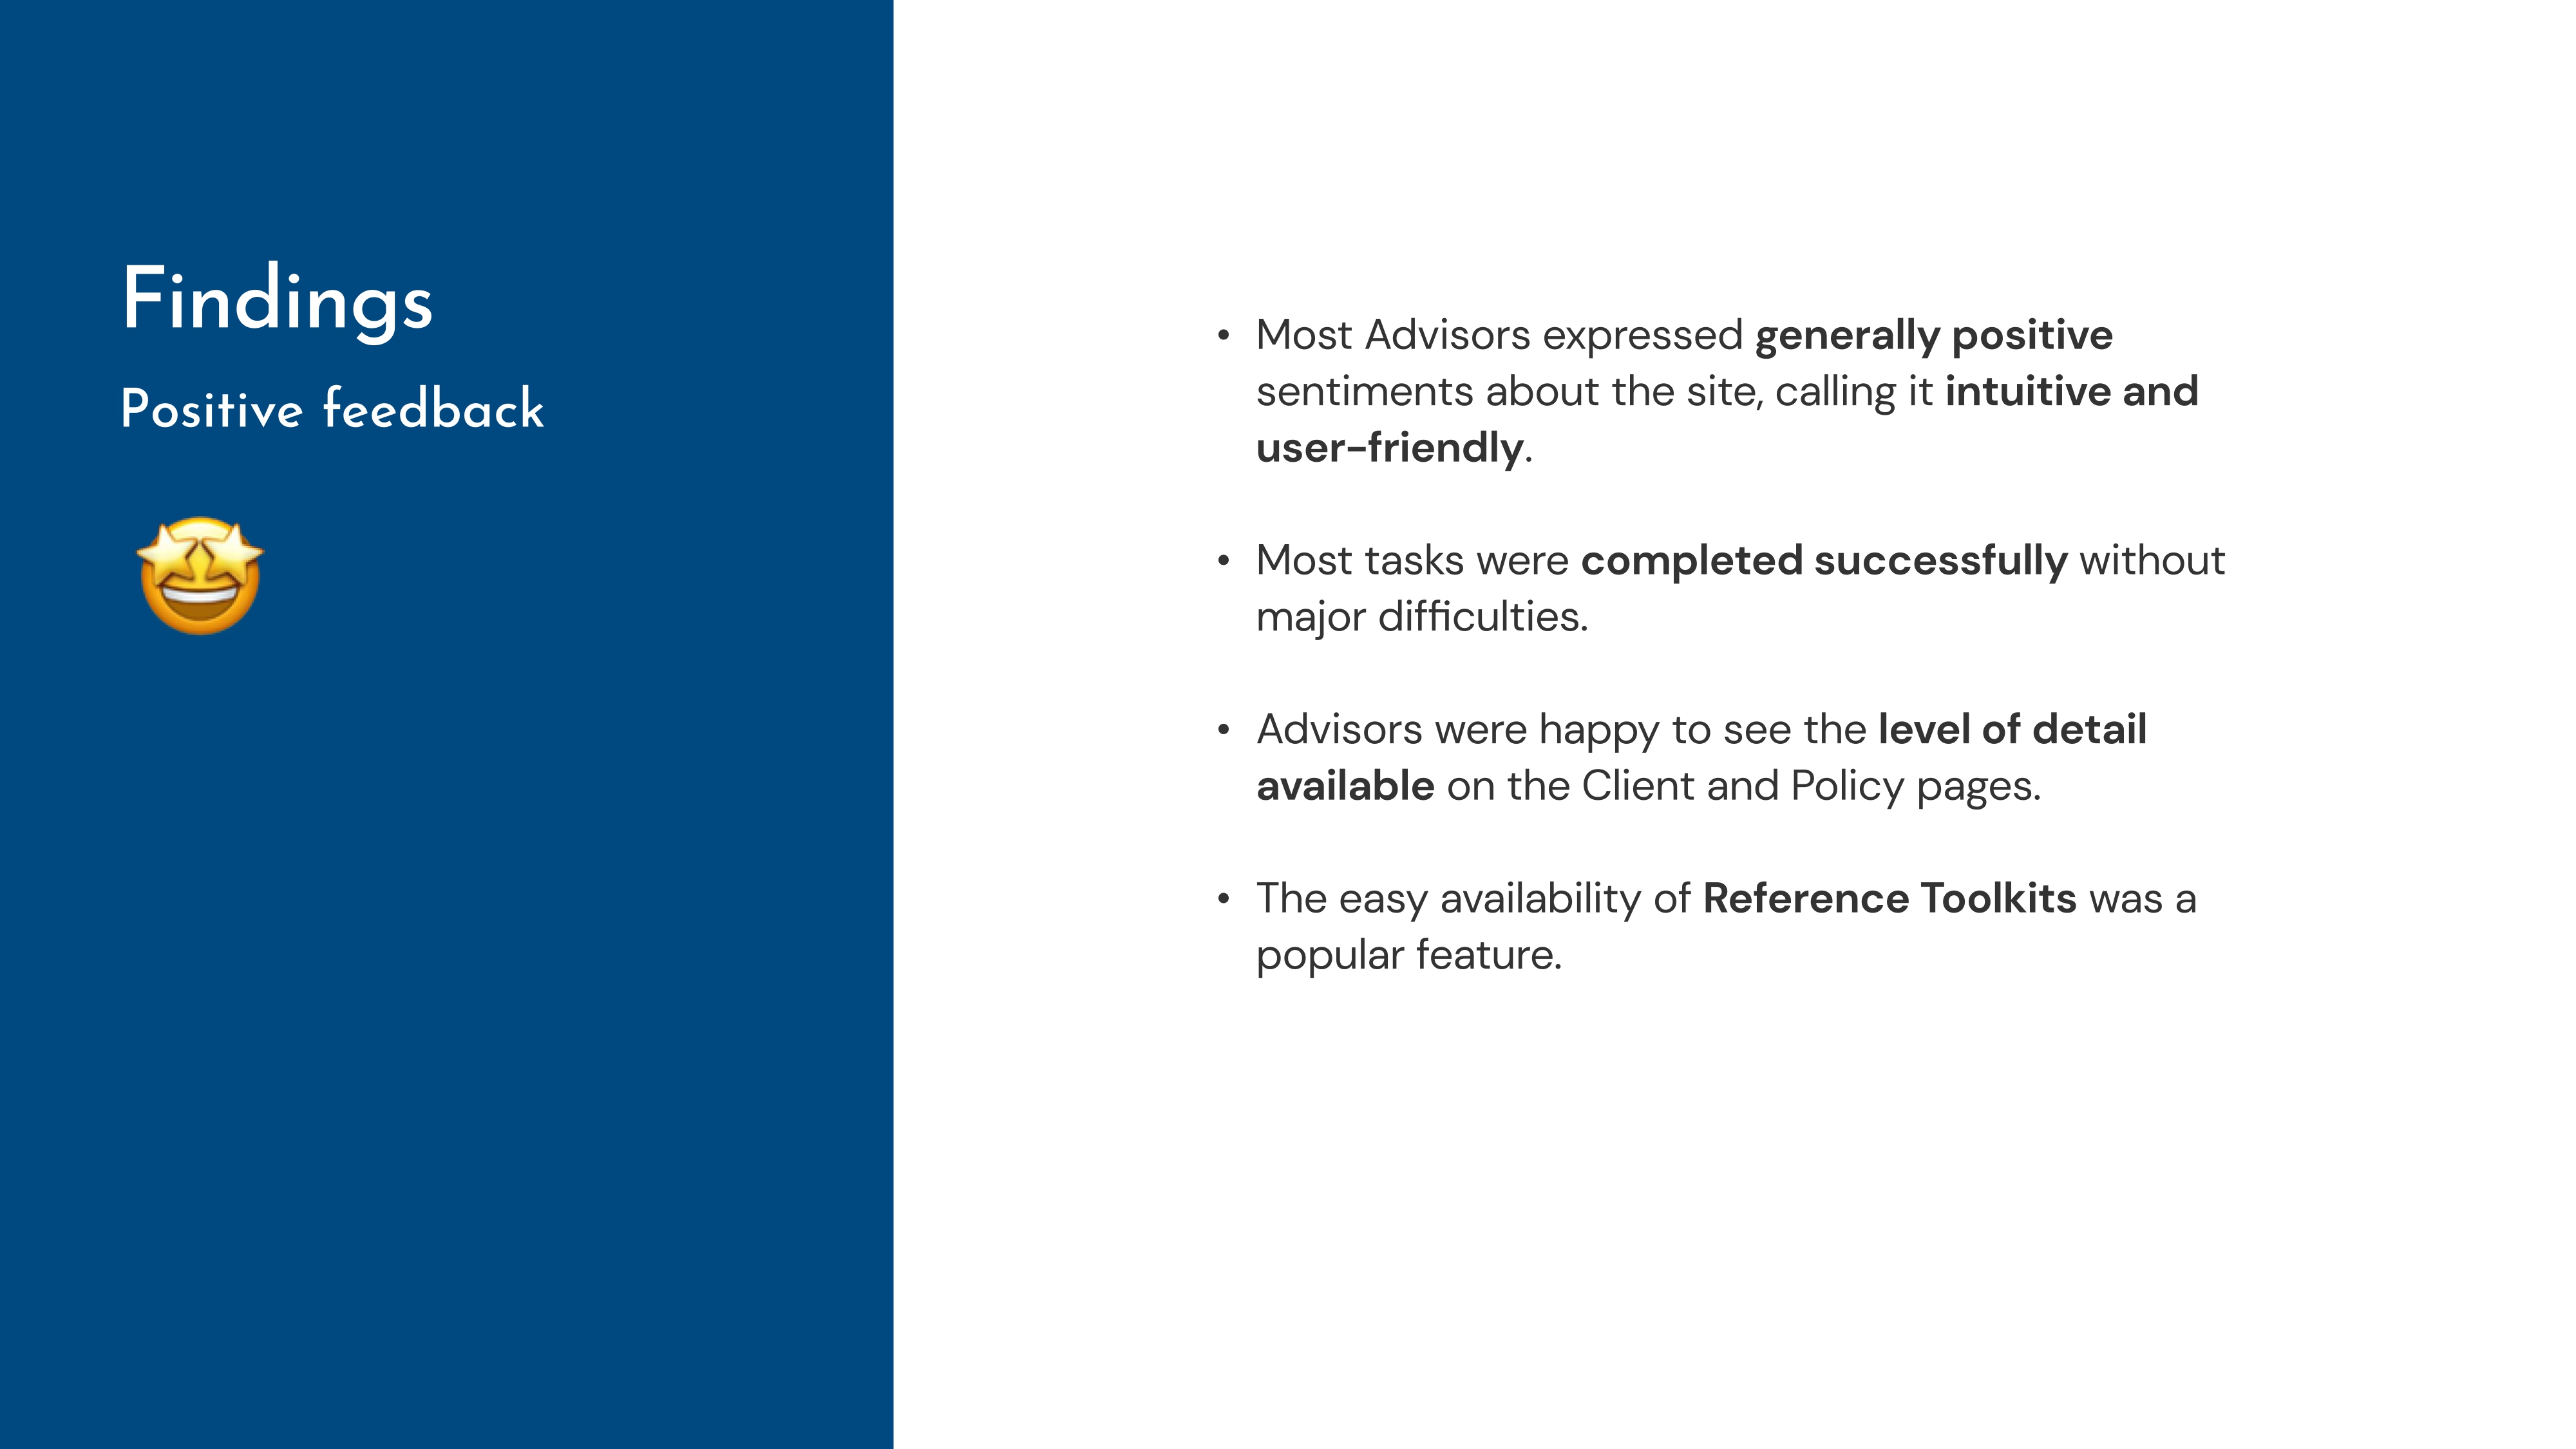 Findings
Positive feedback
• Most Advisors expressed generally positive
sentiments about the site, calling it intuitive and
user-friendly.
• Most tasks were completed successfully without
major difficulties.
• Advisors were happy to see the level of detail
available on the Client and Policy pages.
• The easy availability of Reference Toolkits was a
popular feature.